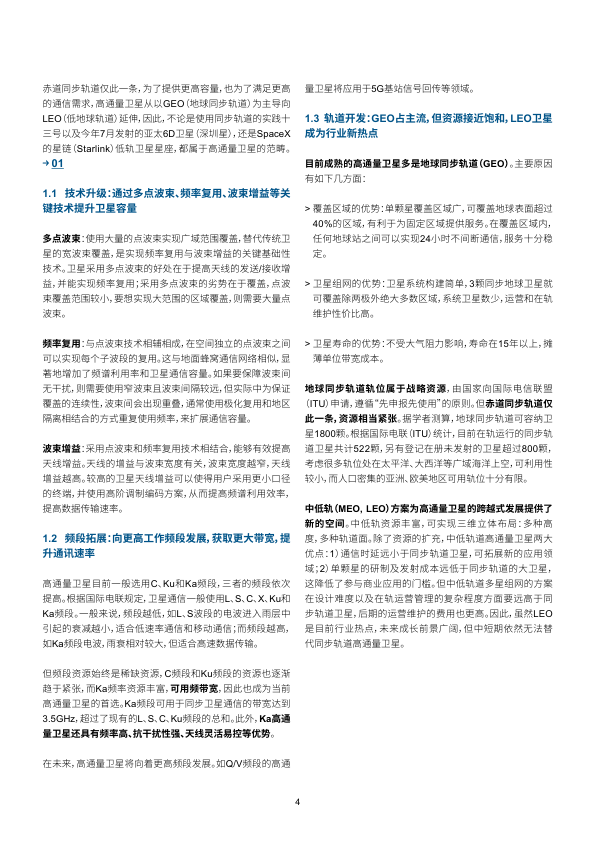 赤道同步轨道仅此一条，为了提供更高容量，也为了满足更高
的通信需求，高通量卫星从以GEO（地球同步轨道）为主导向
LEO（低地球轨道）延伸，因此，不论是使用同步轨道的实践十
三号以及今年7月发射的亚太6D卫星（深圳星），还是SpaceX
的星链（Starlink）低轨卫星星座，都属于高通量卫星的范畴。
→ 01
1.1 技术升级：通过多点波束、频率复用、波束增益等关
键技术提升卫星容量
多点波束：使用大量的点波束实现广域范围覆盖，替代传统卫
星的宽波束覆盖，是实现频率复用与波束增益的关键基础性
技术。卫星采用多点波束的好处在于提高天线的发送/接收增
益，并能实现频率复用；采用多点波束的劣势在于覆盖，点波
束覆盖范围较小，要想实现大范围的区域覆盖，则需要大量点
波束。
频率复用：与点波束技术相辅相成，在空间独立的点波束之间
可以实现每个子波段的复用。这与地面蜂窝通信网络相似，显
著地增加了频谱利用率和卫星通信容量。如果要保障波束间
无干扰，则需要使用窄波束且波束间隔较远，但实际中为保证
覆盖的连续性，波束间会出现重叠，通常使用极化复用和地区
隔离相结合的方式重复使用频率，来扩展通信容量。
波束增益：采用点波束和频率复用技术相结合，能够有效提高
天线增益。天线的增益与波束宽度有关，波束宽度越窄，天线
增益越高。较高的卫星天线增益可以使得用户采用更小口径
的终端，并使用高阶调制编码方案，从而提高频谱利用效率，
提高数据传输速率。
1.2 频段拓展：向更高工作频段发展，获取更大带宽，提
升通讯速率
高通量卫星目前一般选用C、Ku和Ka频段，三者的频段依次
提高。根据国际电联规定，卫星通信一般使用L、S、C、X、Ku和
Ka频段。一般来说，频段越低，如L、S波段的电波进入雨层中
引起的衰减越小，适合低速率通信和移动通信；而频段越高，
如Ka频段电波，雨衰相对较大，但适合高速数据传输。
但频段资源始终是稀缺资源，C频段和Ku频段的资源也逐渐
趋于紧张，而Ka频率资源丰富，可用频带宽，因此也成为当前
高通量卫星的首选。Ka频段可用于同步卫星通信的带宽达到
3.5GHz，超过了现有的L、S、C、Ku频段的总和。此外，Ka高通
量卫星还具有频率高、抗干扰性强、天线灵活易控等优势。
在未来，高通量卫星将向着更高频段发展。如Q/V频段的高通
量卫星将应用于5G基站信号回传等领域。
1.3 轨道开发：GEO占主流，但资源接近饱和，LEO卫星
成为行业新热点
目前成熟的高通量卫星多是地球同步轨道（GEO）。主要原因
有如下几方面：
> 覆盖区域的优势：单颗星覆盖区域广，可覆盖地球表面超过
40%的区域，有利于为固定区域提供服务。在覆盖区域内，
任何地球站之间可以实现24小时不间断通信，服务十分稳
定。
> 卫星组网的优势：卫星系统构建简单，3颗同步地球卫星就
可覆盖除两极外绝大多数区域，系统卫星数少，运营和在轨
维护性价比高。
> 卫星寿命的优势：不受大气阻力影响，寿命在15年以上，摊
薄单位带宽成本。
地球同步轨道轨位属于战略资源，由国家向国际电信联盟
（ITU）申请，遵循“先申报先使用”的原则。但赤道同步轨道仅
此一条，资源相当紧张。据学者测算，地球同步轨道可容纳卫
星1800颗。根据国际电联（ITU）统计，目前在轨运行的同步轨
道卫星共计522颗，另有登记在册未发射的卫星超过800颗，
考虑很多轨位处在太平洋、大西洋等广域海洋上空，可利用性
较小，而人口密集的亚洲、欧美地区可用轨位十分有限。
中低轨（MEO, LEO）方案为高通量卫星的跨越式发展提供了
新的空间。中低轨资源丰富，可实现三维立体布局：多种高
度，多种轨道面。除了资源的扩充，中低轨道高通量卫星两大
优点：1）通信时延远小于同步轨道卫星，可拓展新的应用领
域；2）单颗星的研制及发射成本远低于同步轨道的大卫星，
这降低了参与商业应用的门槛。但中低轨道多星组网的方案
在设计难度以及在轨运营管理的复杂程度方面要远高于同
步轨道卫星，后期的运营维护的费用也更高。因此，虽然LEO
是目前行业热点，未来成长前景广阔，但中短期依然无法替
代同步轨道高通量卫星。
4